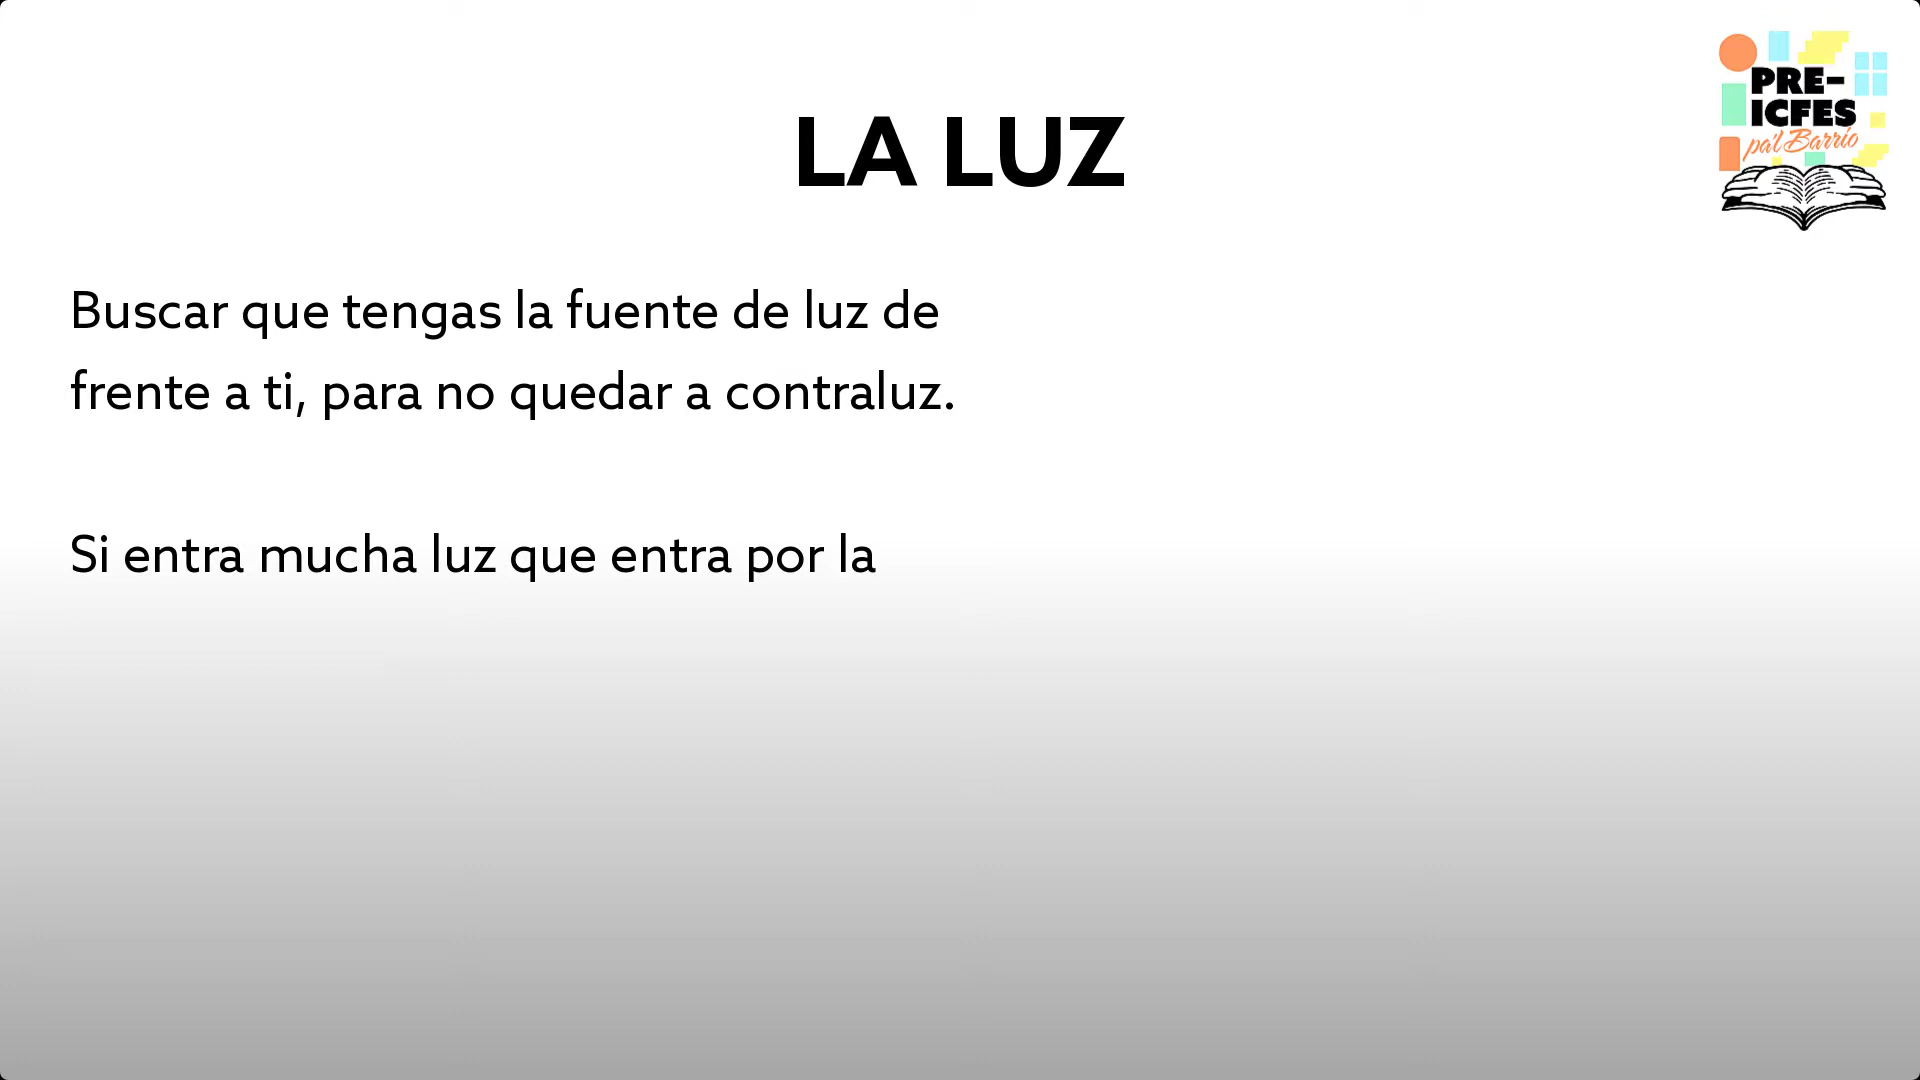 PRE-
ICFES
pa'l Barrio
LA LUZ
Buscar que tengas la fuente de luz de
frente a ti, para no quedar a contraluz.
Si entra mucha luz que entra por la